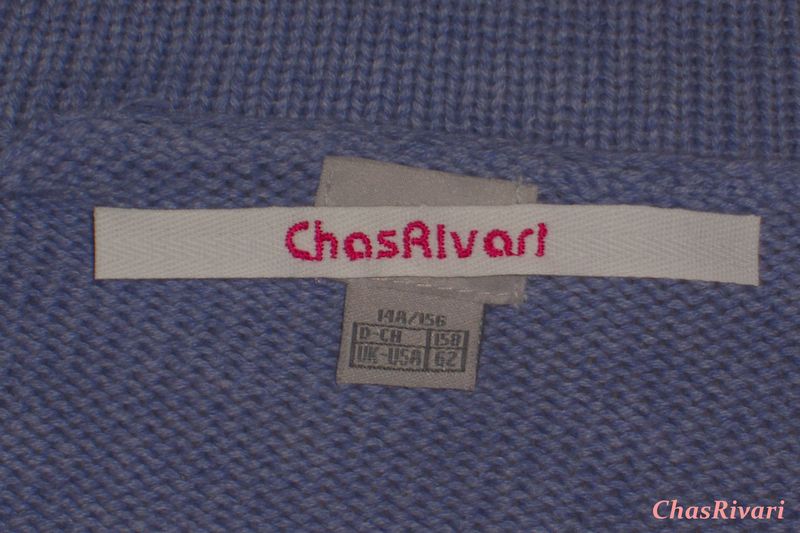 ChasRivari
14A/156
D-CH 158
UK-USA 62
ChasRivari